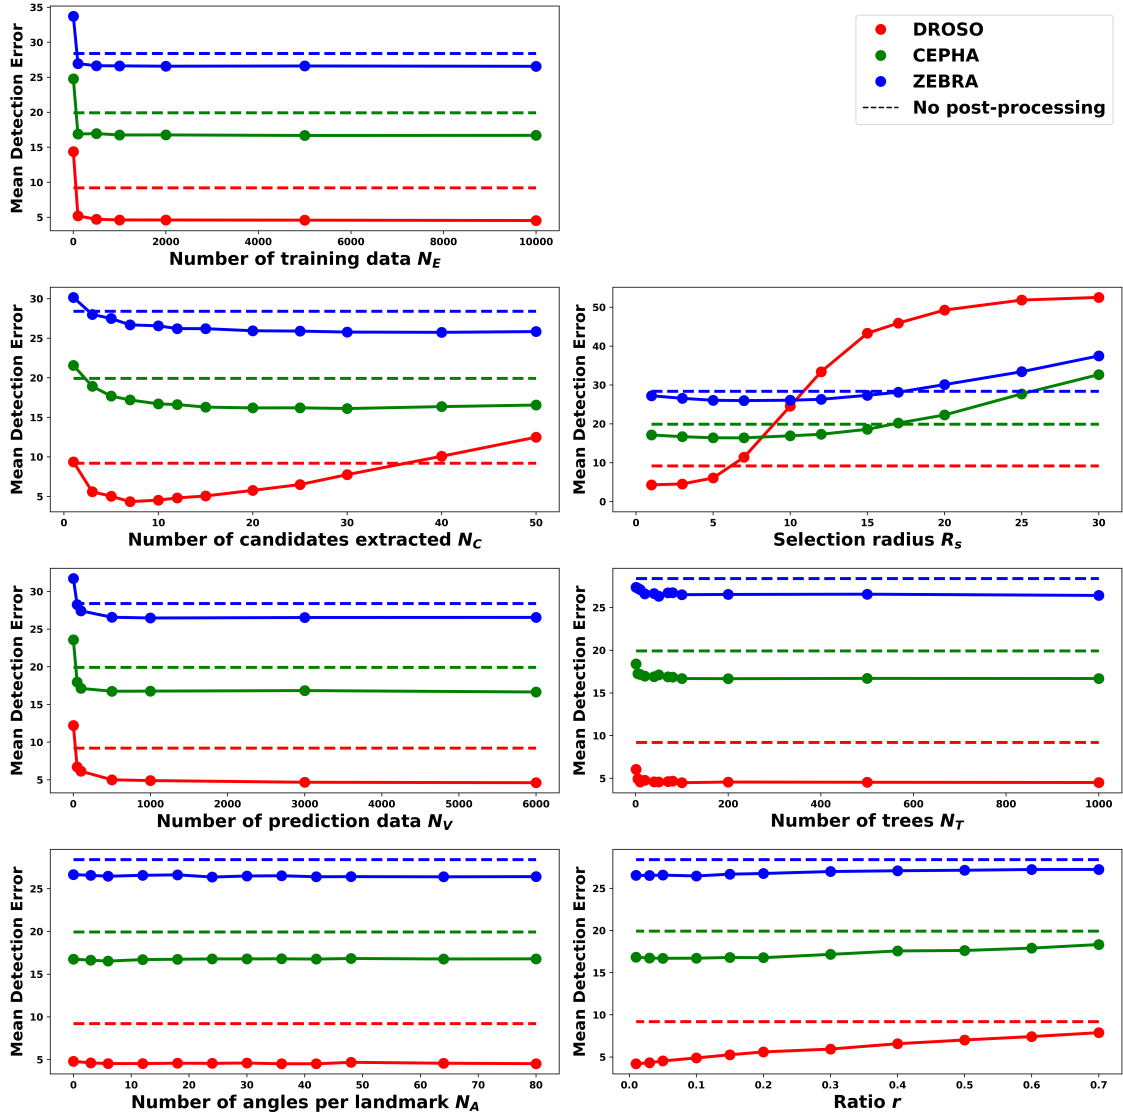 35
30
25
20
15
10
5
Mean Detection Error
0 2000 4000 6000 8000 10000
Number of training data N_E
DROSO
CEPHA
ZEBRA
No post-processing
30
25
20
15
10
5
Mean Detection Error
0 10 20 30 40 50
Number of candidates extracted N_C
50
40
30
20
10
0
Mean Detection Error
0 5 10 15 20 25 30
Selection radius R_s
30
25
20
15
10
5
Mean Detection Error
0 1000 2000 3000 4000 5000 6000
Number of prediction data N_V
25
20
15
10
5
Mean Detection Error
0 200 400 600 800 1000
Number of trees N_T
25
20
15
10
5
Mean Detection Error
0 10 20 30 40 50 60 70 80
Number of angles per landmark N_A
25
20
15
10
5
Mean Detection Error
0.0 0.1 0.2 0.3 0.4 0.5 0.6 0.7
Ratio r